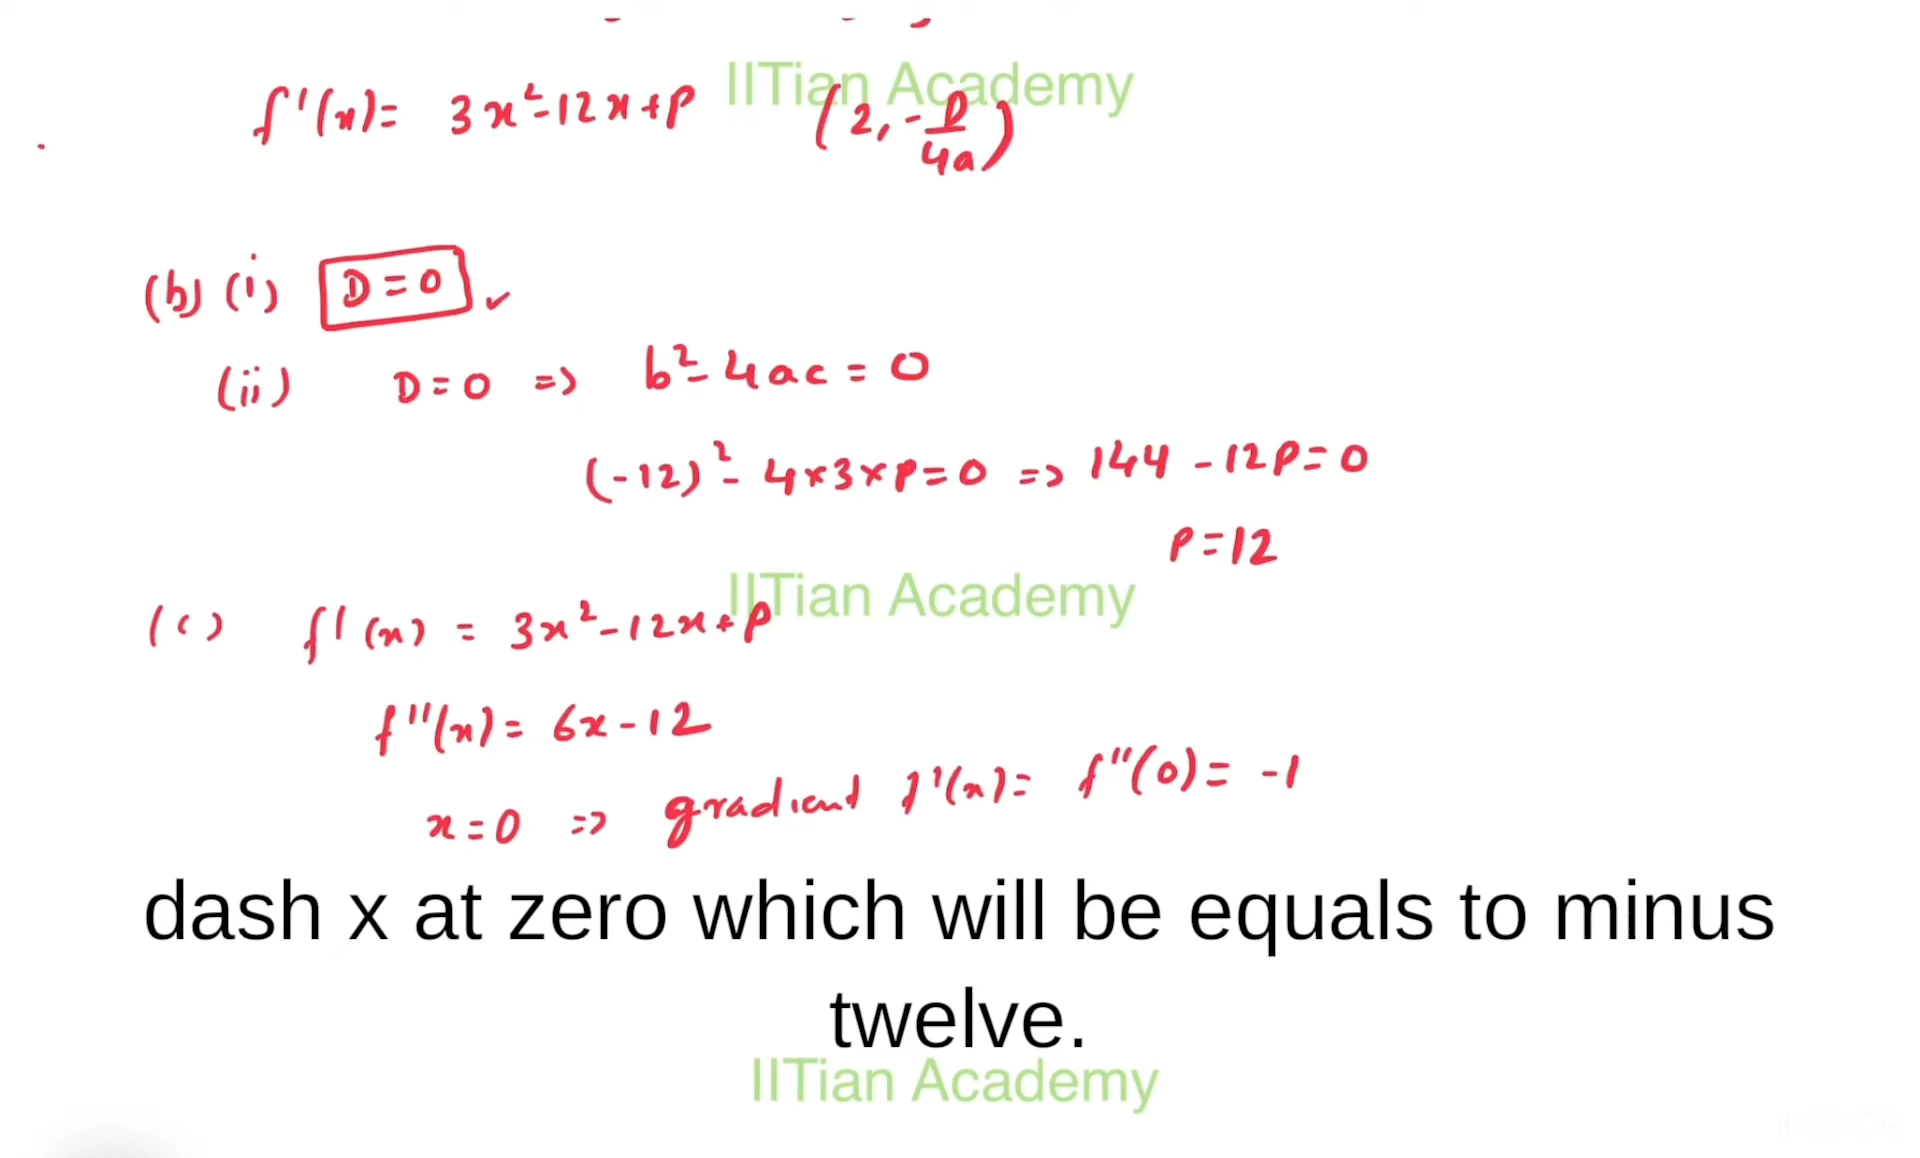 IITian Academy
f'(x)= 3x²-12x+p (2, -D/4a)
(b) (i) D=0 ✓
(ii) D=0 => b²-4ac=0
(-12)²-4×3×p=0 => 144-12p=0
p=12
IITian Academy
(c) f'(x) = 3x²-12x+p
f''(x)= 6x-12
x=0 => gradient f'(x)= f''(0)= -1
dash x at zero which will be equals to minus
twelve.
IITian Academy